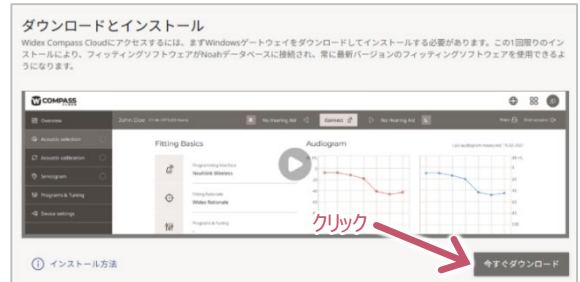 ダウンロードとインストール
Widex Compass Cloudにアクセスするには、まずWindowsゲートウェイをダウンロードしてインストールする必要があります。この1回限りのイン
ストールにより、フィッティングソフトウェアがNoahデータベースに接続され、常に最新バージョンのフィッティングソフトウェアを使用できるよ
うになります。
COMPASS
Overview
John Doe
R
No Hearing Aid
Connect
No Hearing Aid
L
Acoustic selection
Fitting Basics
Audiogram
Acoustic calibration
Programming Interface
Noahlink Wireless
Sensogram
Fitting Rationale
Widex Rationale
Programs & Tuning
Programs & Tuning
Device settings
クリック
インストール方法
今すぐダウンロード